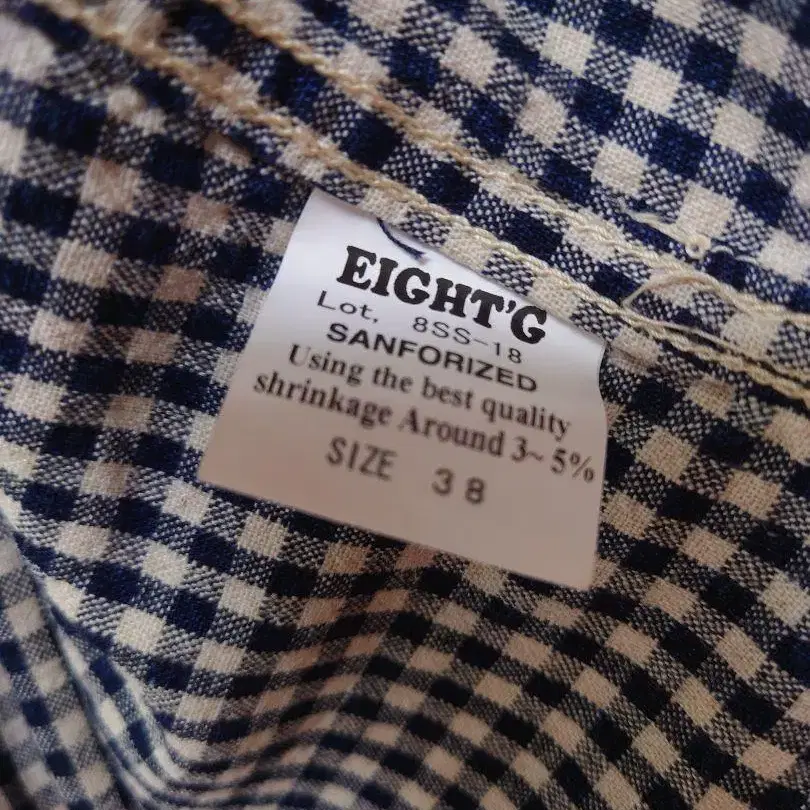 EIGHT'G
Lot, 8SS-18
SANFORIZED
Using the best quality
shrinkage Around 3~5%
SIZE 38